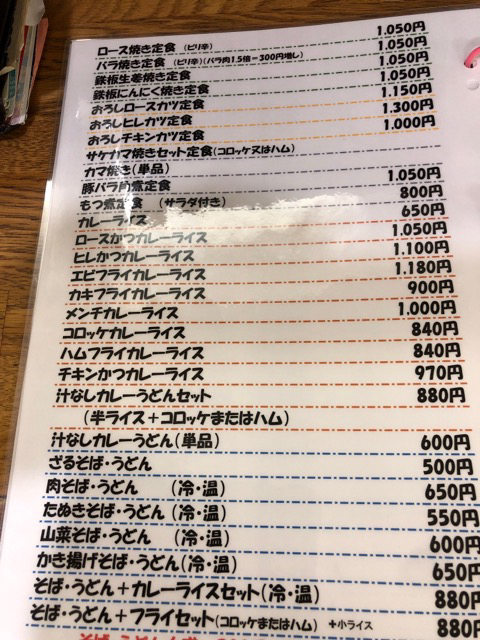 ロース焼き定食 (ピリ辛) 1.050円
バラ焼き定食 (ピリ辛)(バラ肉1.5倍=300円増し) 1.050円
鉄板生姜焼き定食 1.050円
鉄板にんにく焼き定食 1.050円
おろしロースカツ定食 1.150円
おろしヒレカツ定食 1.300円
おろしチキンカツ定食 1.000円
サケカマ焼きセット定食(コロッケ又はハム)
カマ焼き(単品)
豚バラ肉煮定食 1.050円
もつ煮定食 (サラダ付き) 800円
カレーライス 650円
ロースかつカレーライス 1.050円
ヒレかつカレーライス 1.100円
エビフライカレーライス 1.180円
カキフライカレーライス 900円
メンチカレーライス 1.000円
コロッケカレーライス 840円
ハムフライカレーライス 840円
チキンかつカレーライス 970円
汁なしカレーうどんセット 880円
(半ライス+コロッケまたはハム)
汁なしカレーうどん(単品) 600円
ざるそば・うどん 500円
肉そば・うどん (冷・温) 650円
たぬきそば・うどん (冷・温) 550円
山菜そば・うどん (冷・温) 600円
かき揚げそば・うどん(冷・温) 650円
そば・うどん+カレーライスセット(冷・温) 880円
そば・うどん+フライセット(コロッケまたはハム) +小ライス 880円